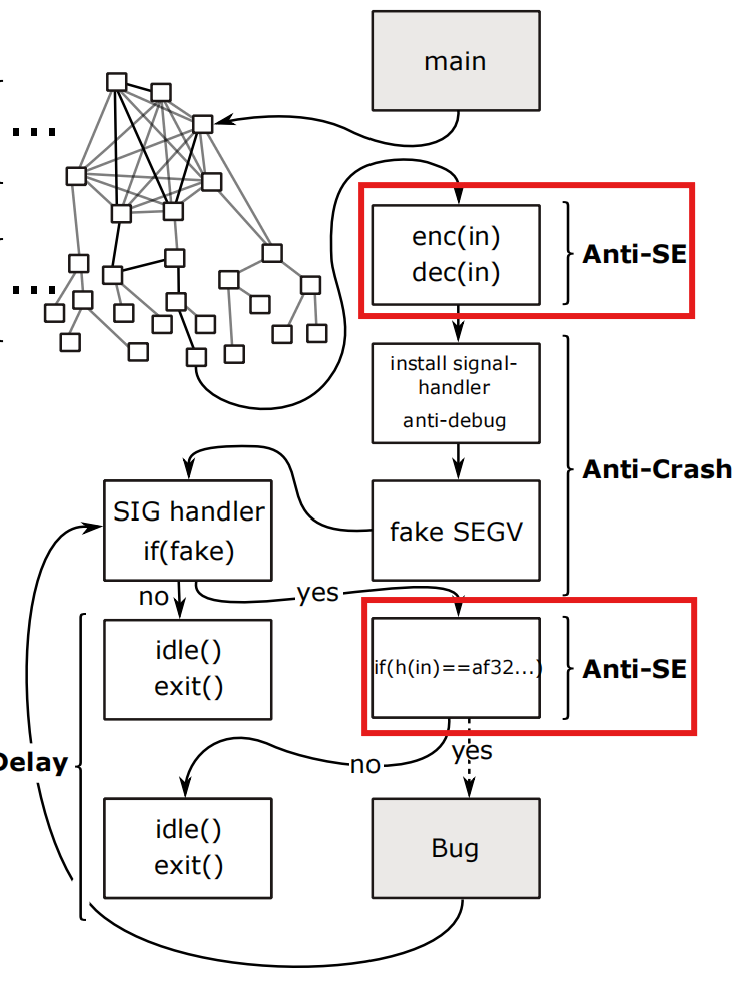 main
enc(in)
dec(in)
Anti-SE
install signal-
handler
anti-debug
Anti-Crash
SIG handler
if(fake)
fake SEGV
no
yes
idle()
exit()
if(h(in)==af32...)
Anti-SE
Delay
no
yes
idle()
exit()
Bug